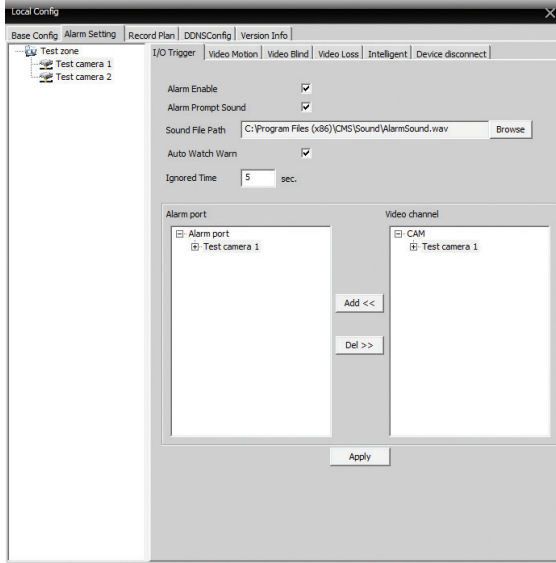 Local Config
Base Config Alarm Setting Record Plan DDNSConfig Version Info
Test zone
Test camera 1
Test camera 2
I/O Trigger Video Motion Video Blind Video Loss Intelligent Device disconnect
Alarm Enable
Alarm Prompt Sound
Sound File Path C:\Program Files (x86)\CMS\Sound\AlarmSound.wav Browse
Auto Watch Warn
Ignored Time 5 sec.
Alarm port Video channel
Alarm port CAM
Test camera 1 Test camera 1
Add <<
Del >>
Apply